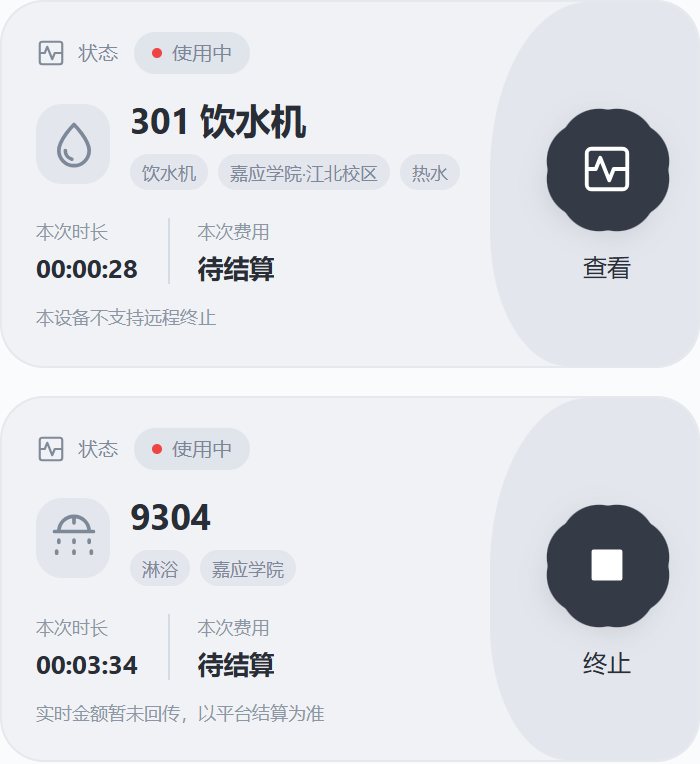 状态 使用中
301 饮水机
饮水机 嘉应学院·江北校区 热水
本次时长 本次费用
00:00:28 待结算
本设备不支持远程终止
查看
状态 使用中
9304
淋浴 嘉应学院
本次时长 本次费用
00:03:34 待结算
实时金额暂未回传，以平台结算为准
终止